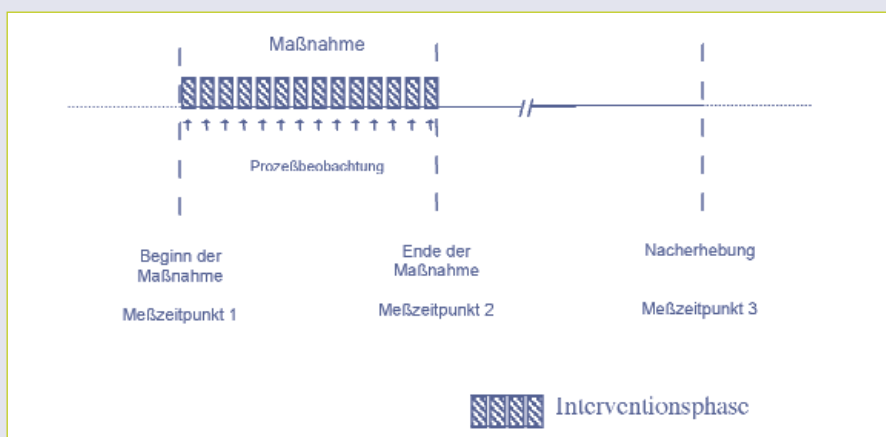 Maßnahme
Prozeßbeobachtung
Beginn der
Maßnahme
Meßzeitpunkt 1
Ende der
Maßnahme
Meßzeitpunkt 2
Nacherhebung
Meßzeitpunkt 3
Interventionsphase